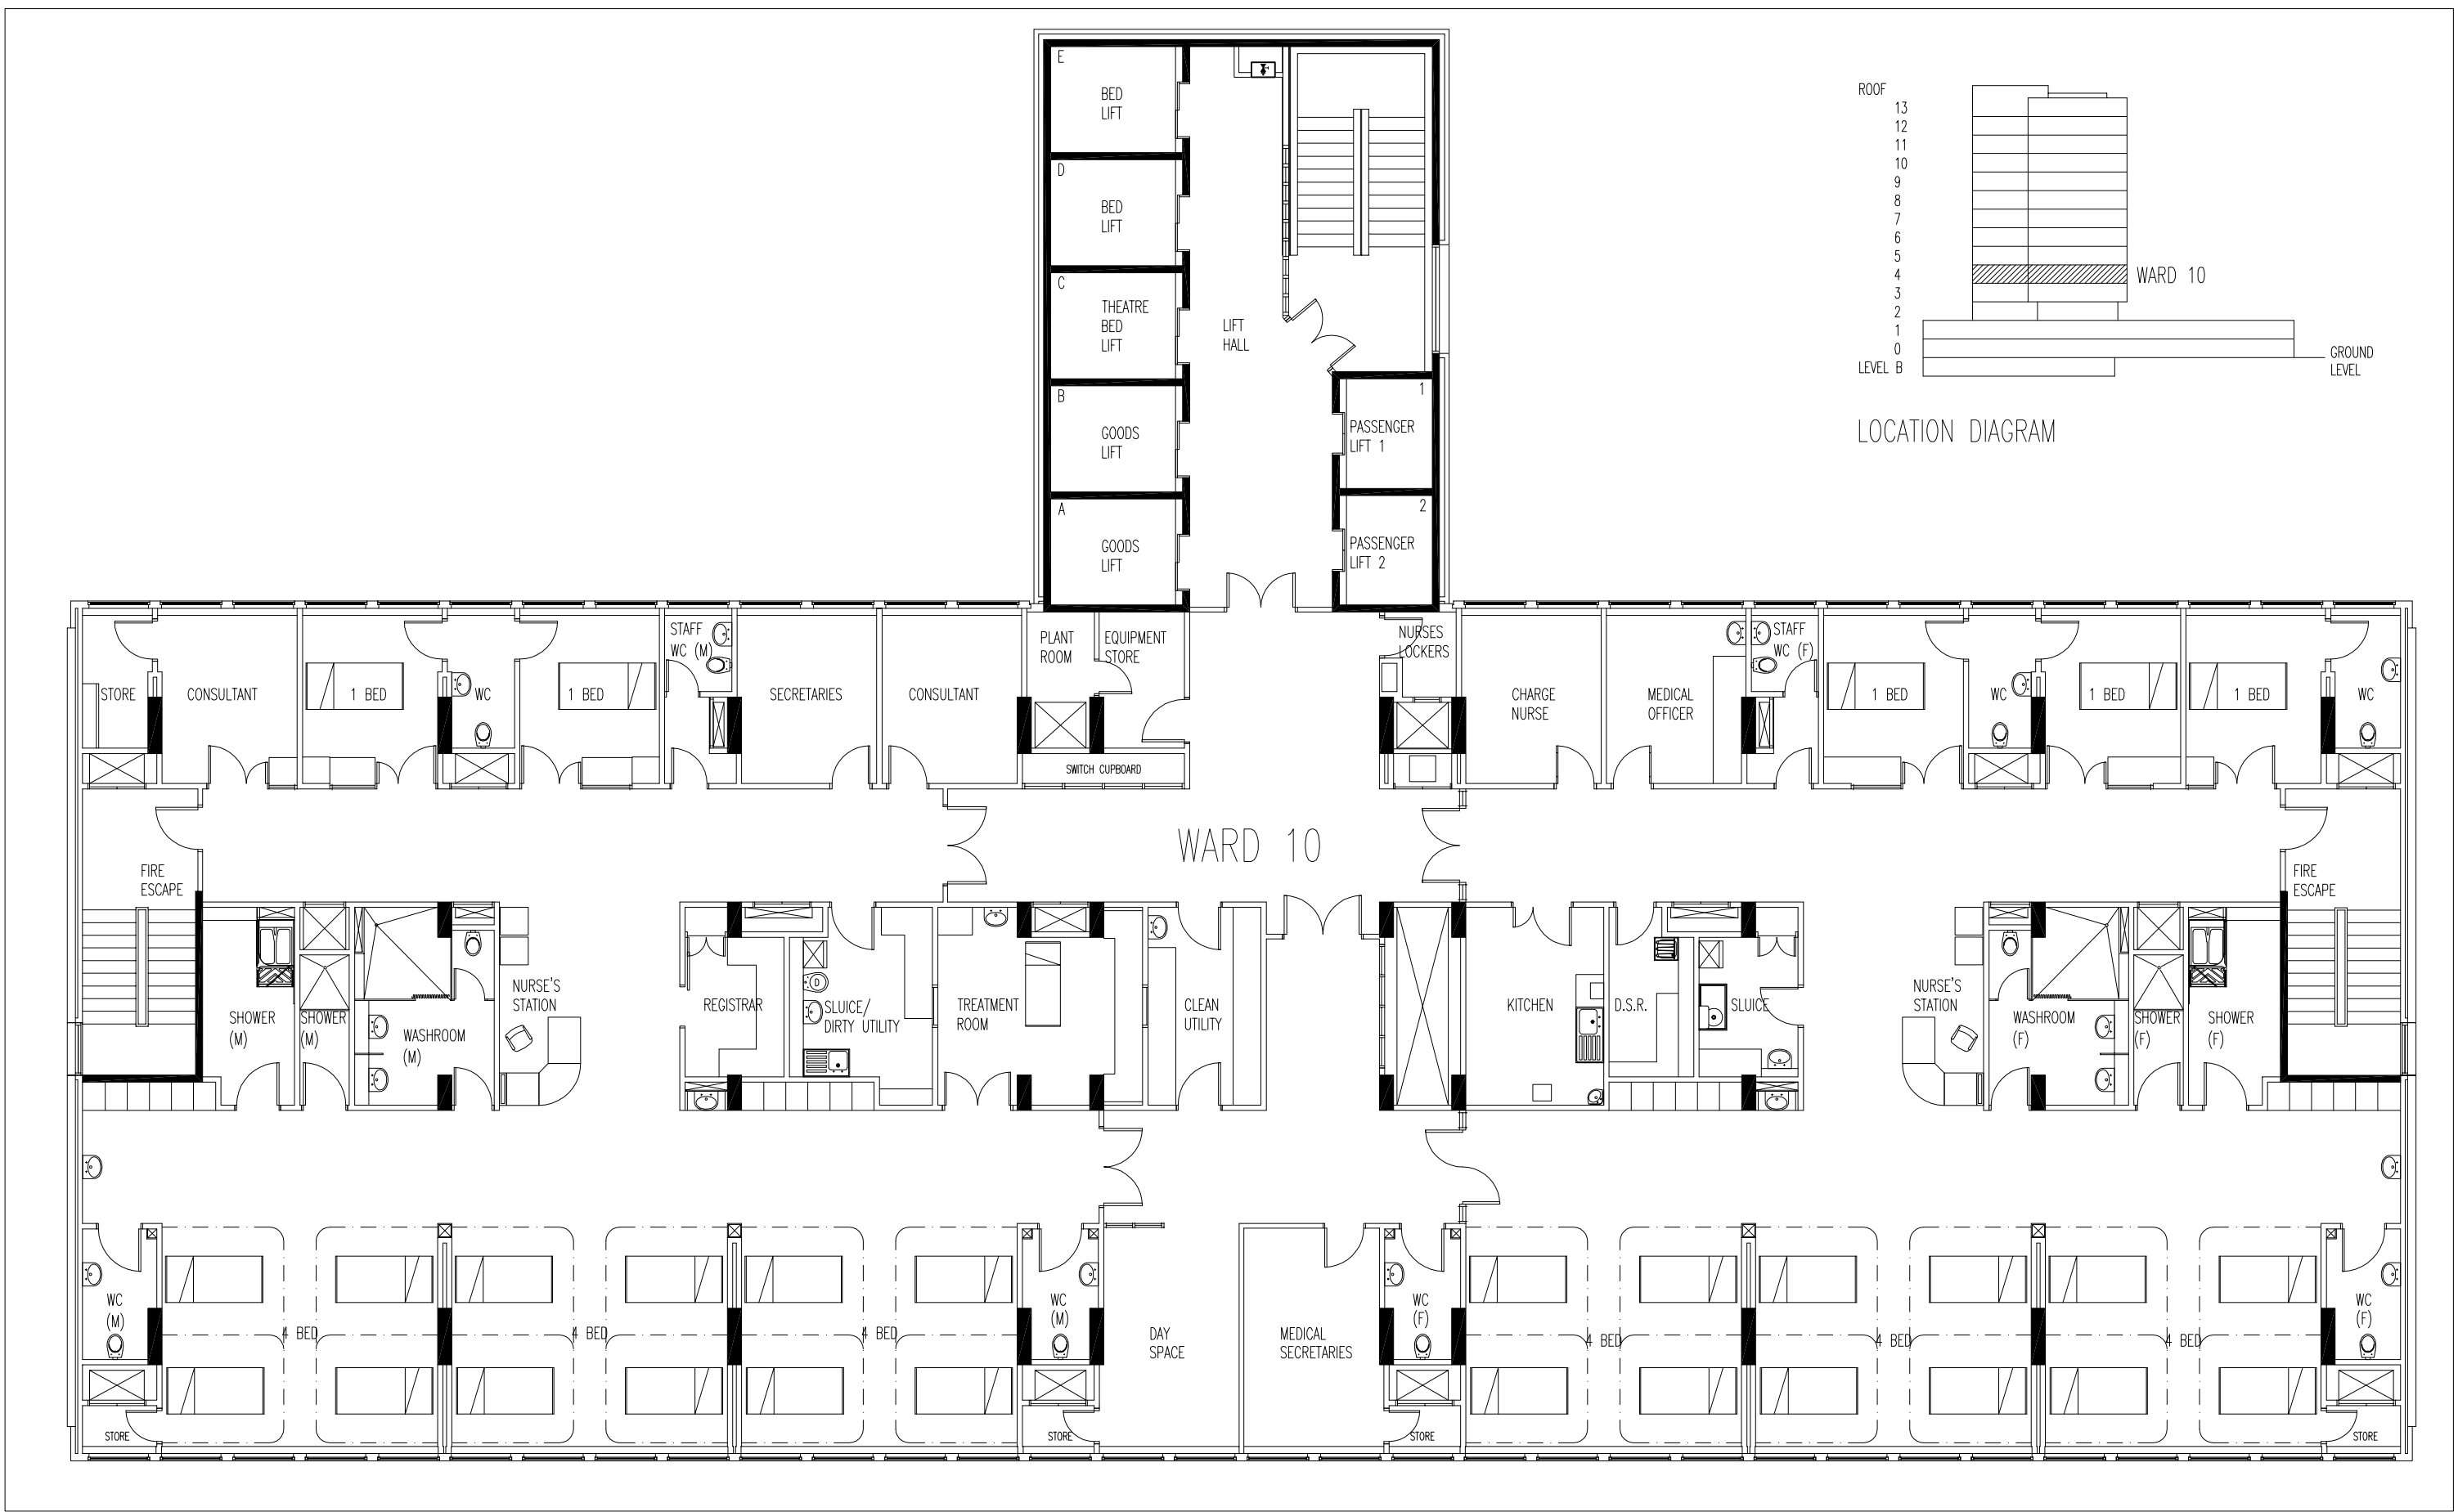 E
BED
LIFT
D
BED
LIFT
C
THEATRE
BED
LIFT
B
GOODS
LIFT
A
GOODS
LIFT
LIFT
HALL
1
PASSENGER
LIFT 1
2
PASSENGER
LIFT 2
ROOF
13
12
11
10
9
8
7
6
5
4
3
2
1
0
LEVEL B
WARD 10
GROUND
LEVEL
LOCATION DIAGRAM
STORE
CONSULTANT
1 BED
WC
1 BED
STAFF
WC (M)
SECRETARIES
CONSULTANT
PLANT
ROOM
EQUIPMENT
STORE
SWITCH CUPBOARD
NURSES
LOCKERS
CHARGE
NURSE
MEDICAL
OFFICER
STAFF
WC (F)
1 BED
WC
1 BED
1 BED
WC
WARD 10
FIRE
ESCAPE
FIRE
ESCAPE
SHOWER
(M)
SHOWER
(M)
WASHROOM
(M)
NURSE'S
STATION
REGISTRAR
D
SLUICE/
DIRTY UTILITY
TREATMENT
ROOM
CLEAN
UTILITY
KITCHEN
D.S.R.
SLUICE
NURSE'S
STATION
WASHROOM
(F)
SHOWER
(F)
SHOWER
(F)
WC
(M)
4 BED
4 BED
4 BED
WC
(M)
DAY
SPACE
MEDICAL
SECRETARIES
WC
(F)
4 BED
4 BED
4 BED
WC
(F)
STORE
STORE
STORE
STORE